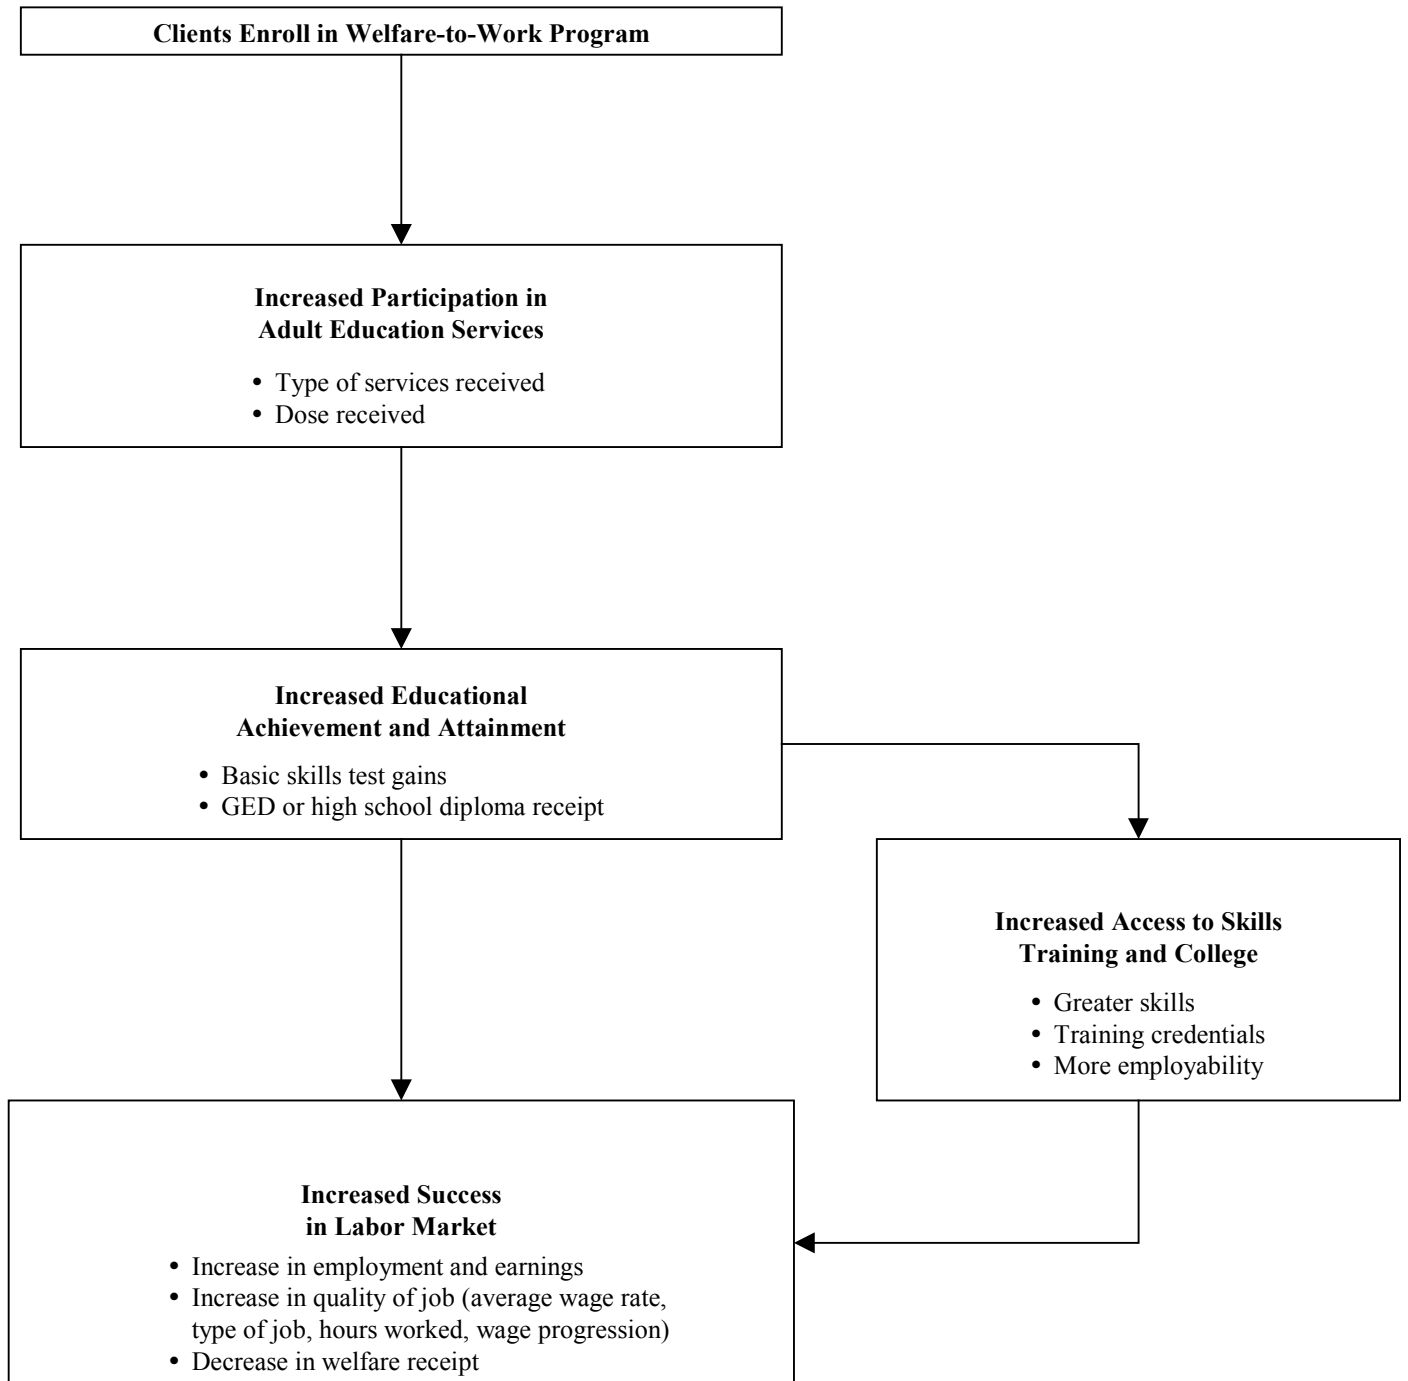 Clients Enroll in Welfare-to-Work Program
Increased Participation in
Adult Education Services
• Type of services received
• Dose received
Increased Educational
Achievement and Attainment
• Basic skills test gains
• GED or high school diploma receipt
Increased Access to Skills
Training and College
• Greater skills
• Training credentials
• More employability
Increased Success
in Labor Market
• Increase in employment and earnings
• Increase in quality of job (average wage rate,
type of job, hours worked, wage progression)
• Decrease in welfare receipt